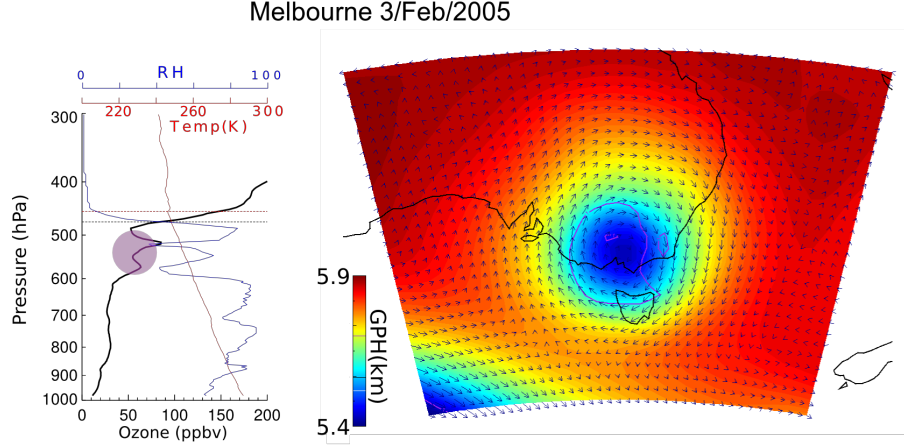 Melbourne 3/Feb/2005
0 RH 100
220 260 300
Temp(K)
300
400
500
600
700
800
900
1000
Pressure (hPa)
0 50 100 150 200
Ozone (ppbv)
5.9
GPH(km)
5.4